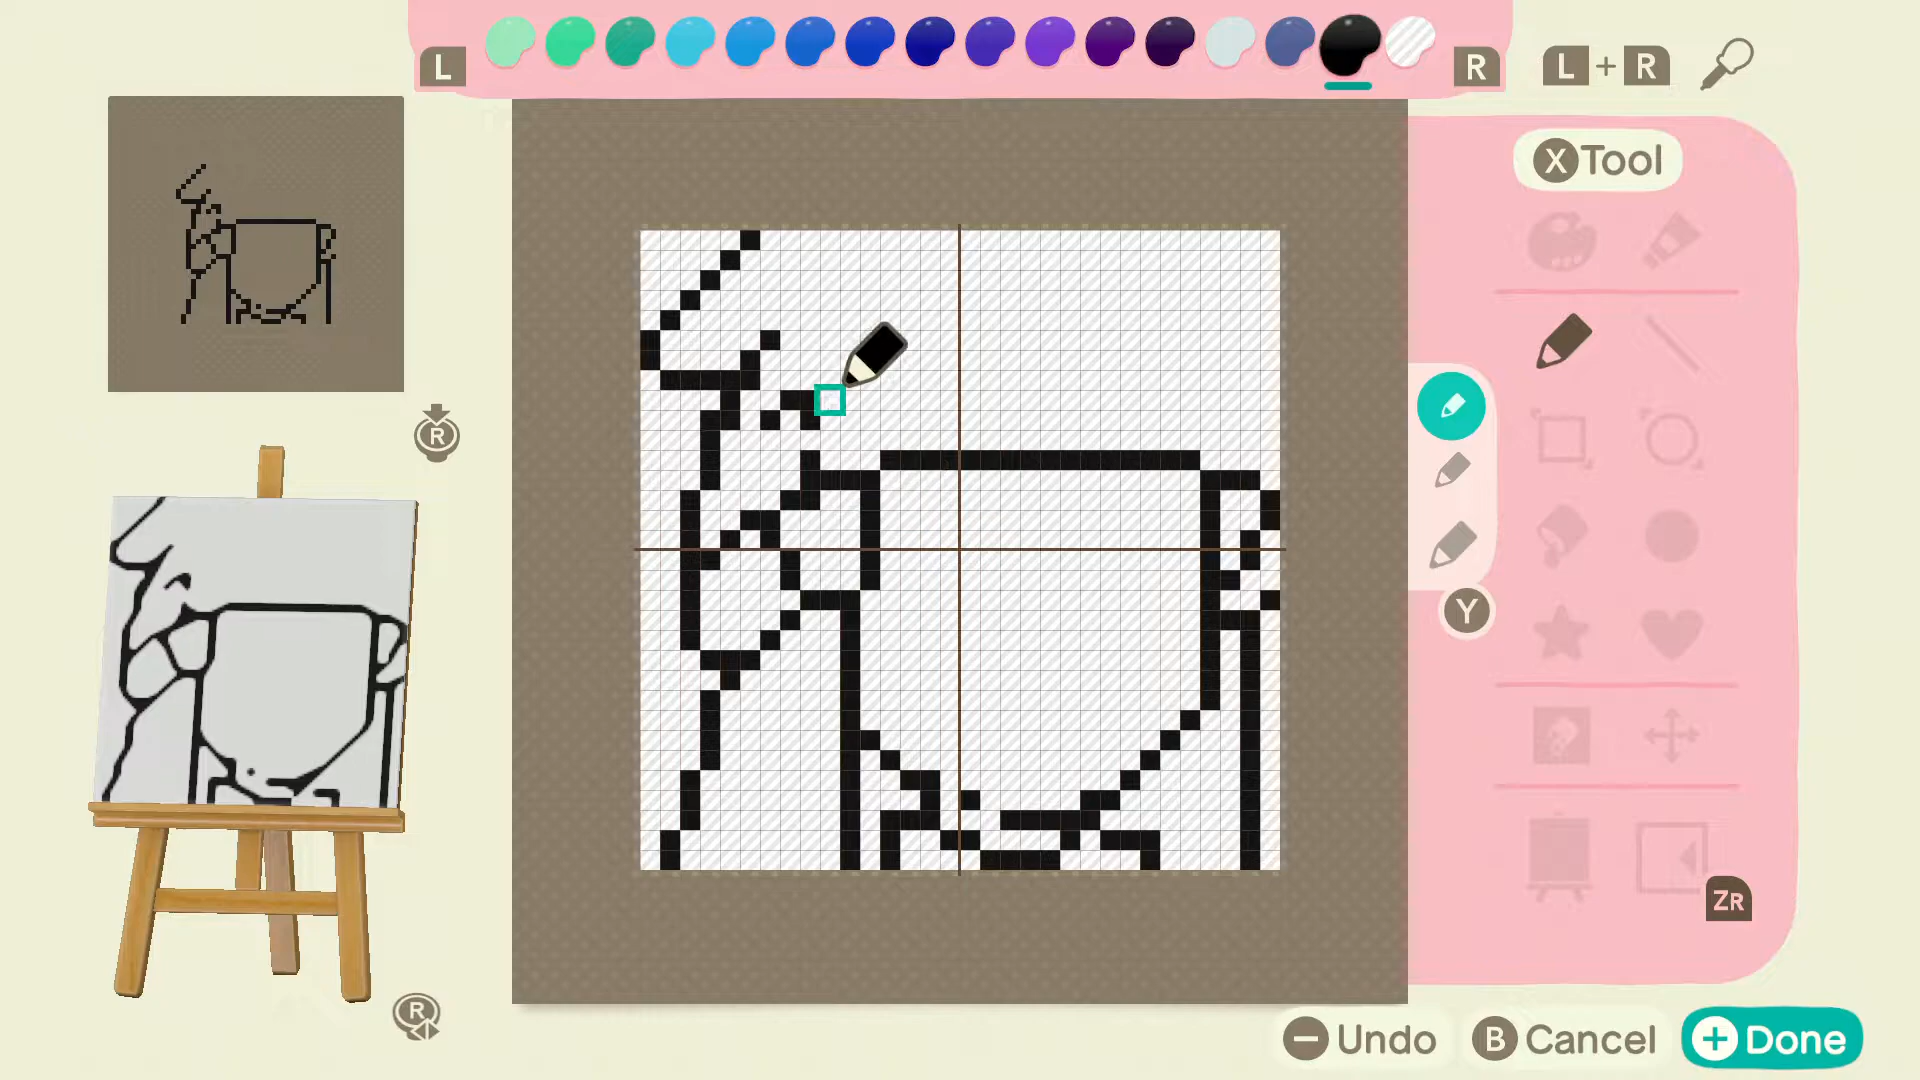 L
R
L + R
X Tool
R
Y
ZR
R
− Undo
B Cancel
+ Done